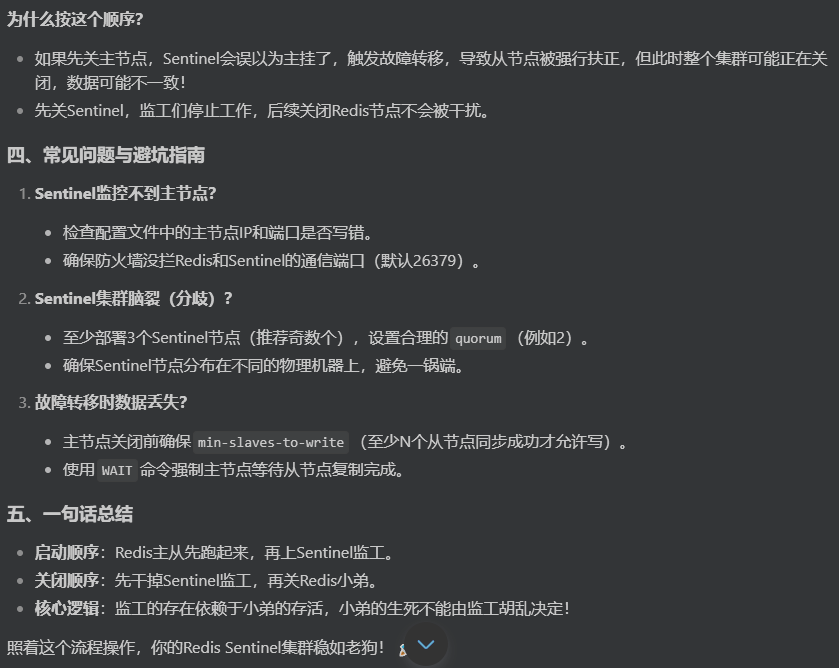 为什么按这个顺序?
如果先关主节点，Sentinel会误以为主挂了，触发故障转移，导致从节点被强行扶正，但此时整个集群可能正在关
闭，数据可能不一致!
先关Sentinel，监工们停止工作，后续关闭Redis节点不会被干扰。
四、常见问题与避坑指南
1. Sentinel监控不到主节点?
检查配置文件中的主节点IP和端口是否写错。
确保防火墙没拦Redis和Sentinel的通信端口（默认26379）。
2. Sentinel集群脑裂（分歧）?
至少部署3个Sentinel节点（推荐奇数个），设置合理的 quorum （例如2）。
确保Sentinel节点分布在不同的物理机器上，避免一锅端。
3. 故障转移时数据丢失?
主节点关闭前确保 min-slaves-to-write （至少N个从节点同步成功才允许写）。
使用 WAIT 命令强制主节点等待从节点复制完成。
五、一句话总结
启动顺序：Redis主从先跑起来，再上Sentinel监工。
关闭顺序：先干掉Sentinel监工，再关Redis小弟。
核心逻辑：监工的存在依赖于小弟的存活，小弟的生死不能由监工胡乱决定!
照着这个流程操作，你的Redis Sentinel集群稳如老狗!